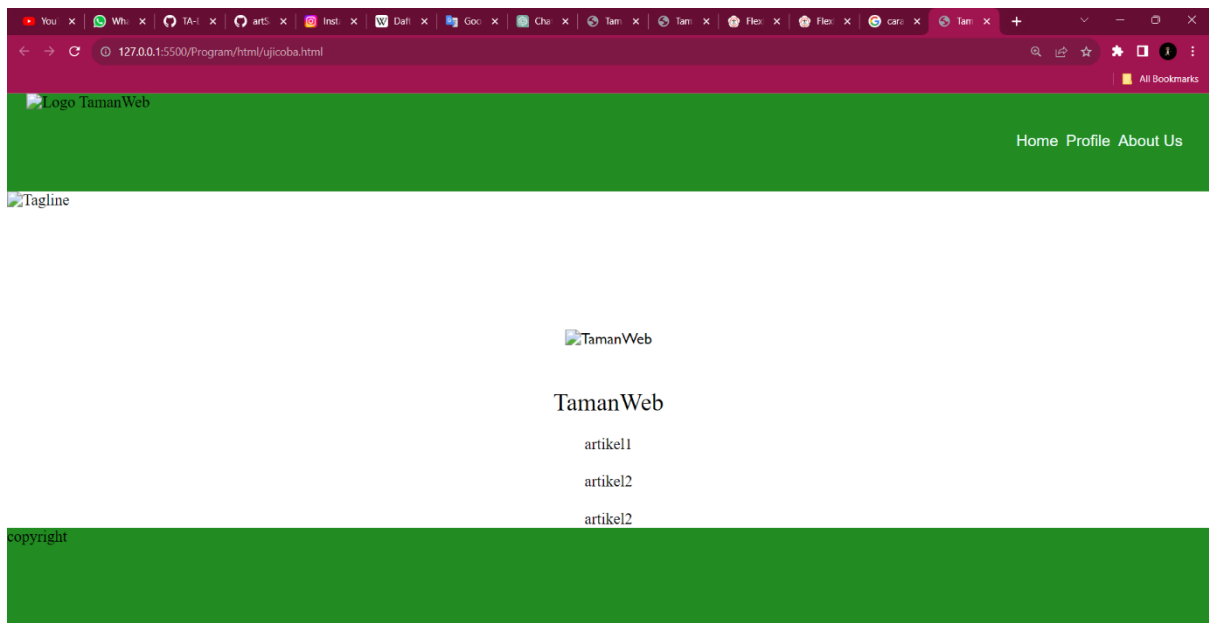 You Wha TA-l artS Inst Daft Goo Cha Tam Tam Flex Flex cara Tam
127.0.0.1:5500/Program/html/ujicoba.html
All Bookmarks
Logo TamanWeb
Home Profile About Us
Tagline
TamanWeb
TamanWeb
artikel1
artikel2
artikel2
copyright